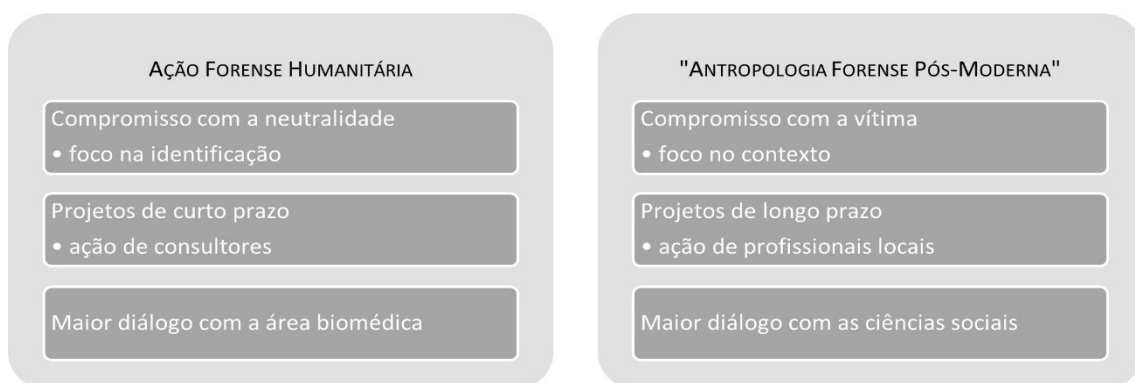 AÇÃO FORENSE HUMANITÁRIA
Compromisso com a neutralidade
• foco na identificação
Projetos de curto prazo
• ação de consultores
Maior diálogo com a área biomédica
"ANTROPOLOGIA FORENSE PÓS-MODERNA"
Compromisso com a vítima
• foco no contexto
Projetos de longo prazo
• ação de profissionais locais
Maior diálogo com as ciências sociais